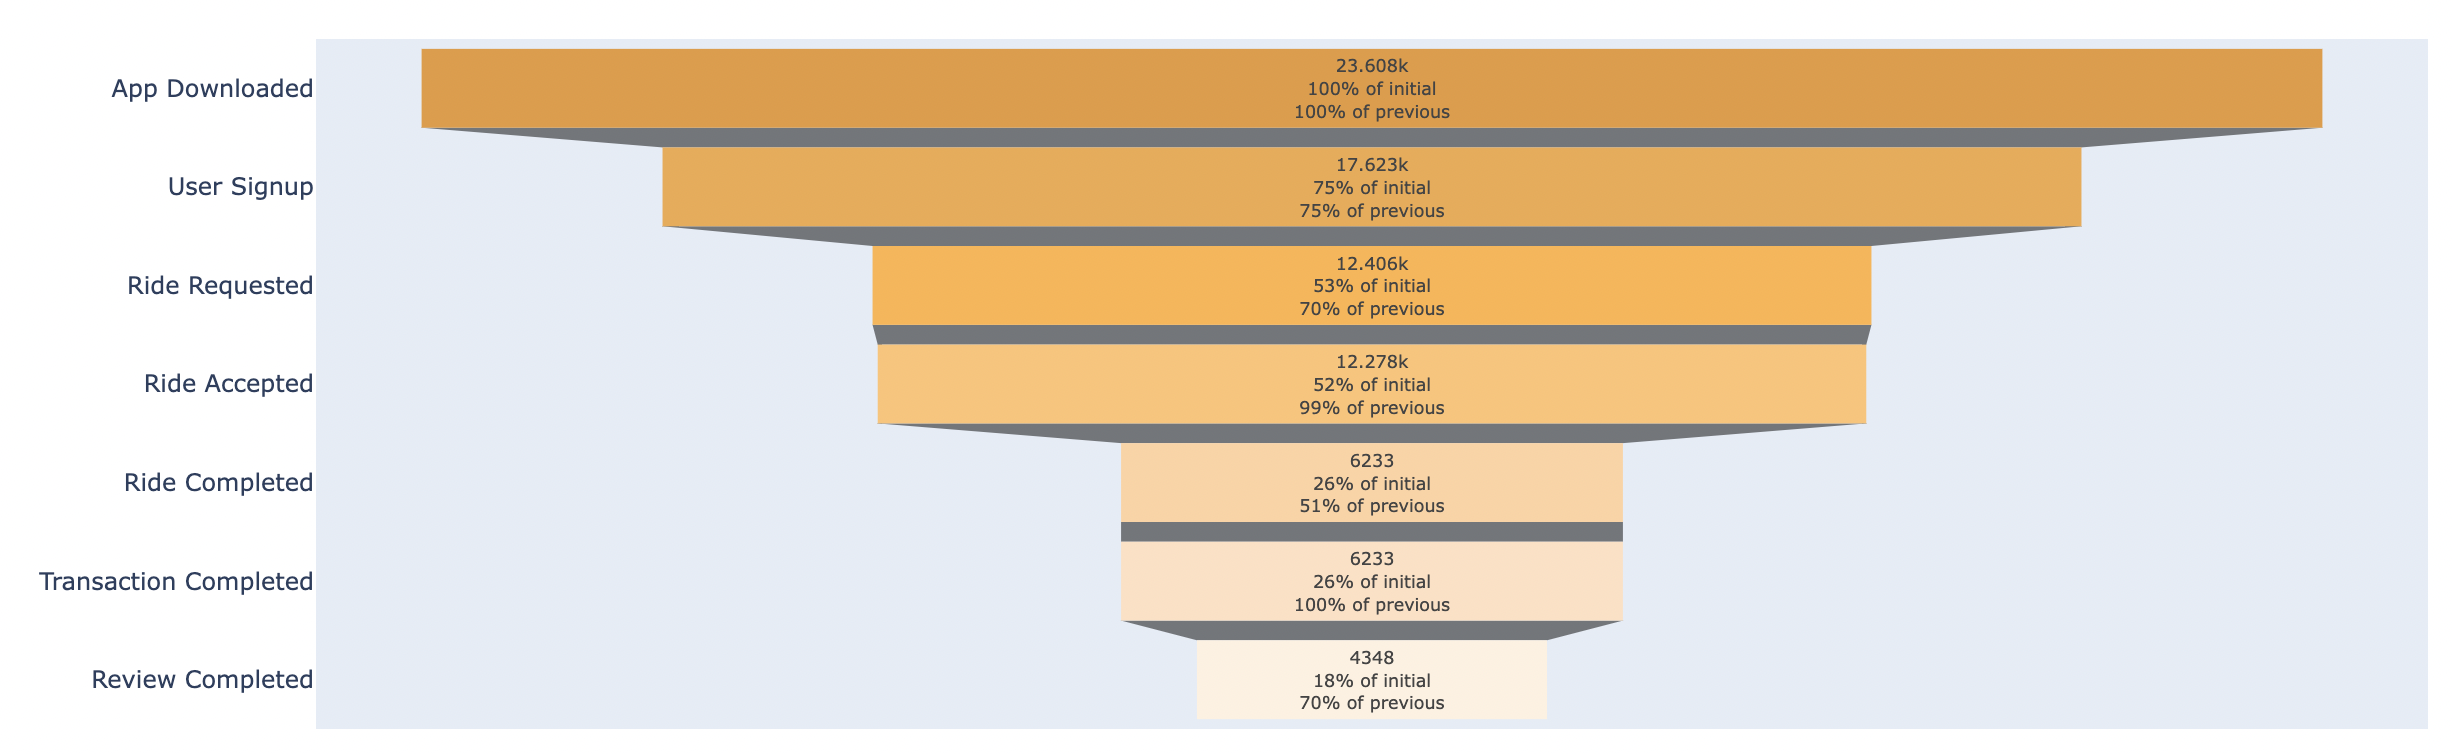 App Downloaded
23.608k
100% of initial
100% of previous
User Signup
17.623k
75% of initial
75% of previous
Ride Requested
12.406k
53% of initial
70% of previous
Ride Accepted
12.278k
52% of initial
99% of previous
Ride Completed
6233
26% of initial
51% of previous
Transaction Completed
6233
26% of initial
100% of previous
Review Completed
4348
18% of initial
70% of previous